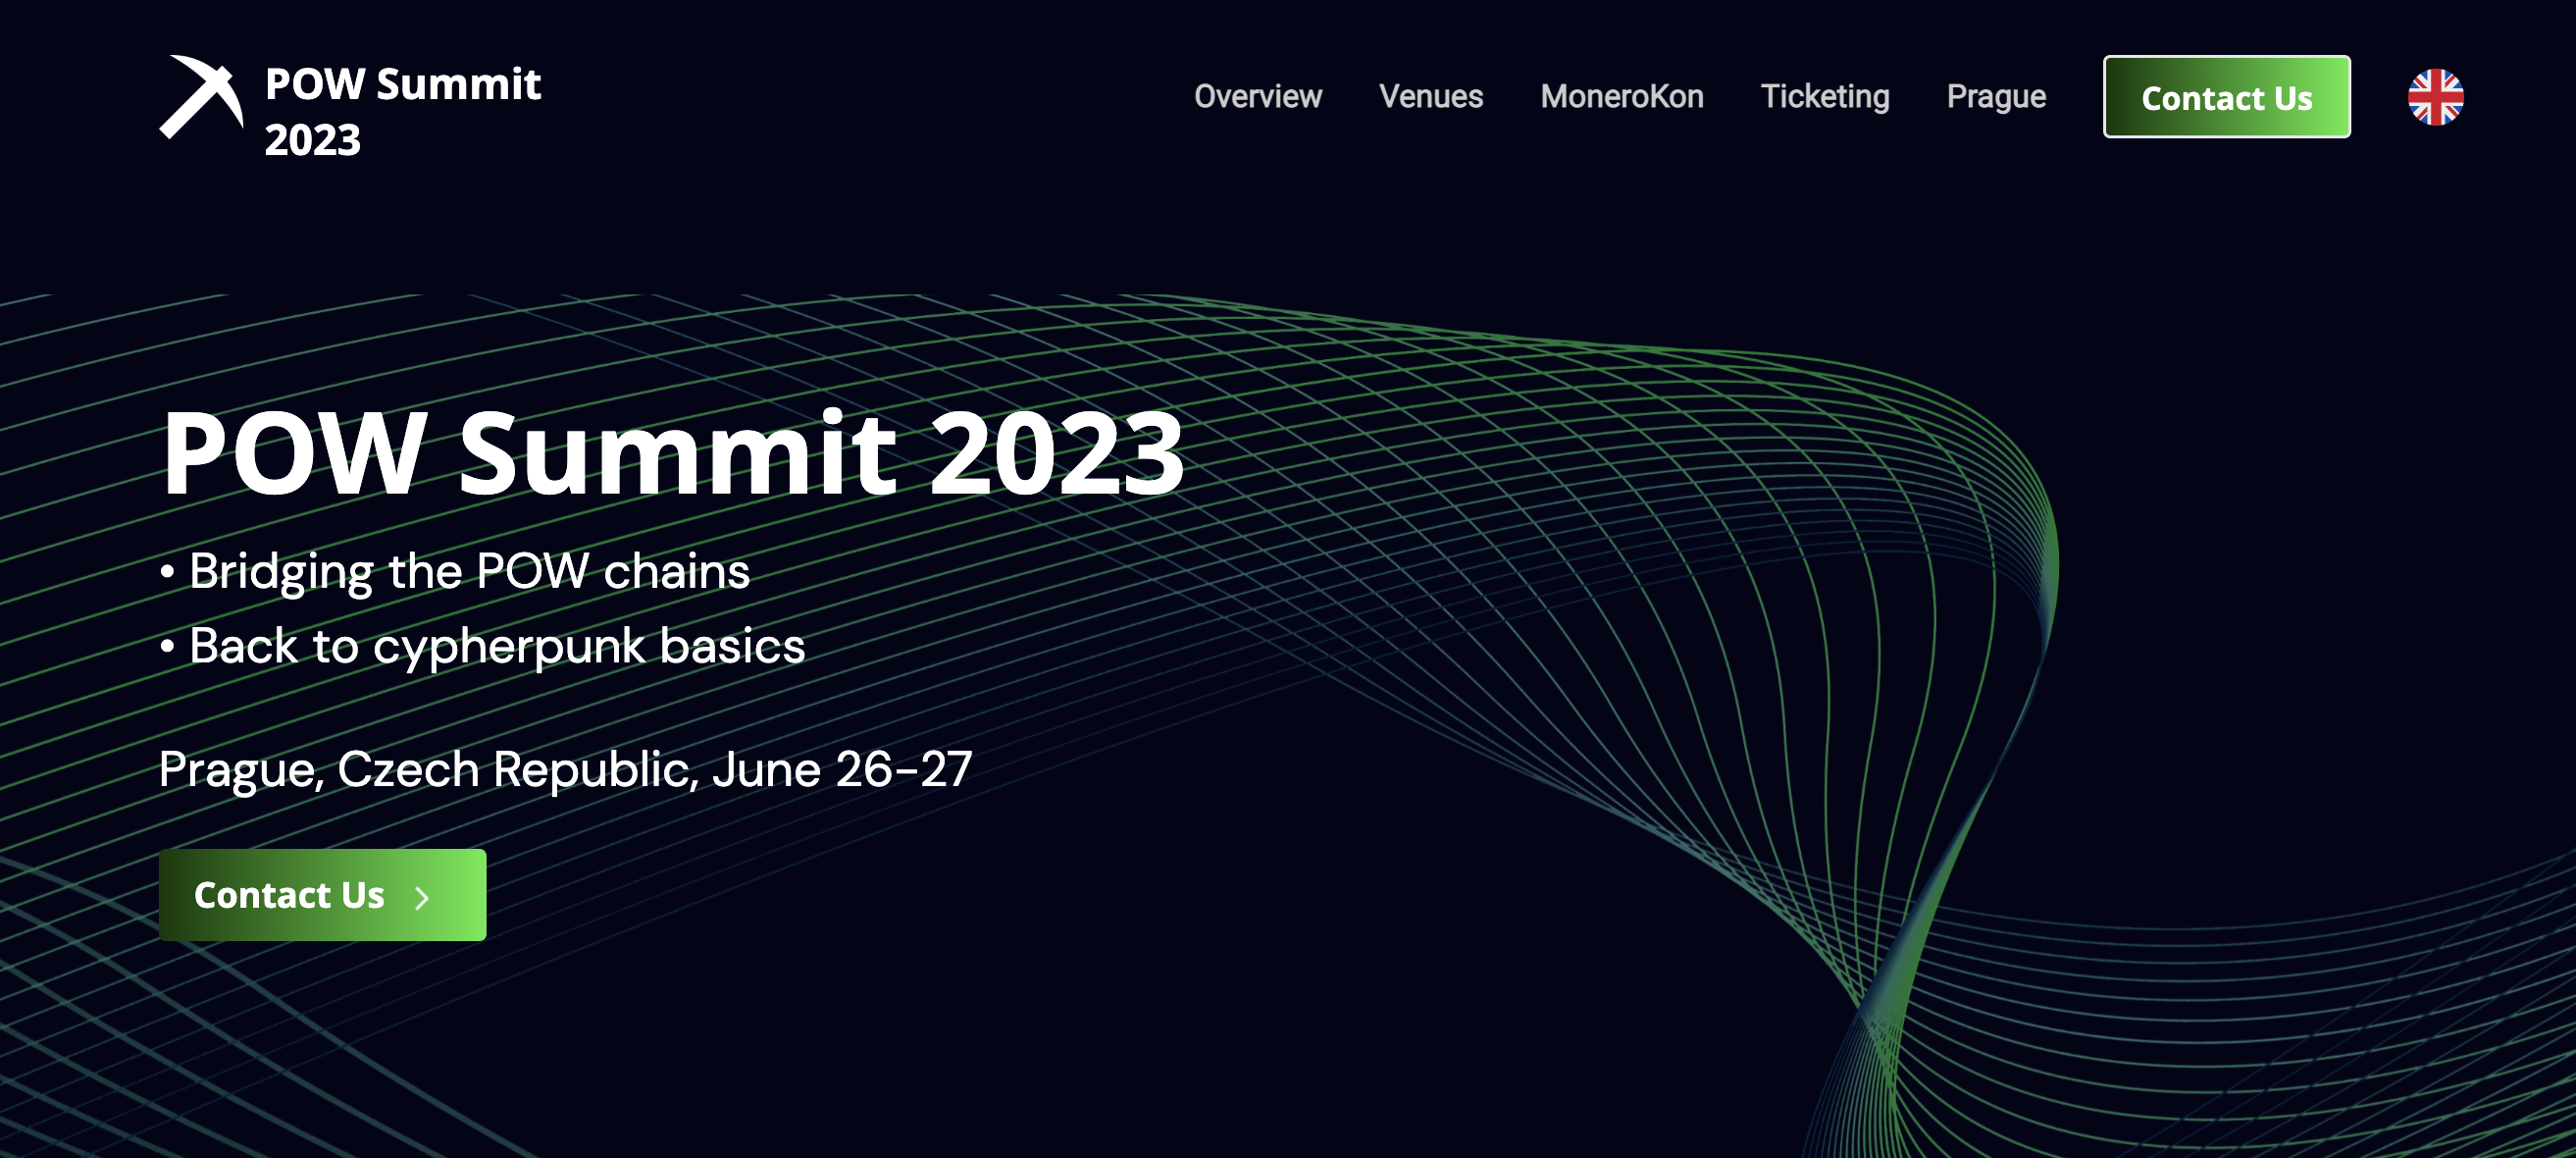 POW Summit
2023
Overview
Venues
MoneroKon
Ticketing
Prague
Contact Us
POW Summit 2023
• Bridging the POW chains
• Back to cypherpunk basics
Prague, Czech Republic, June 26-27
Contact Us